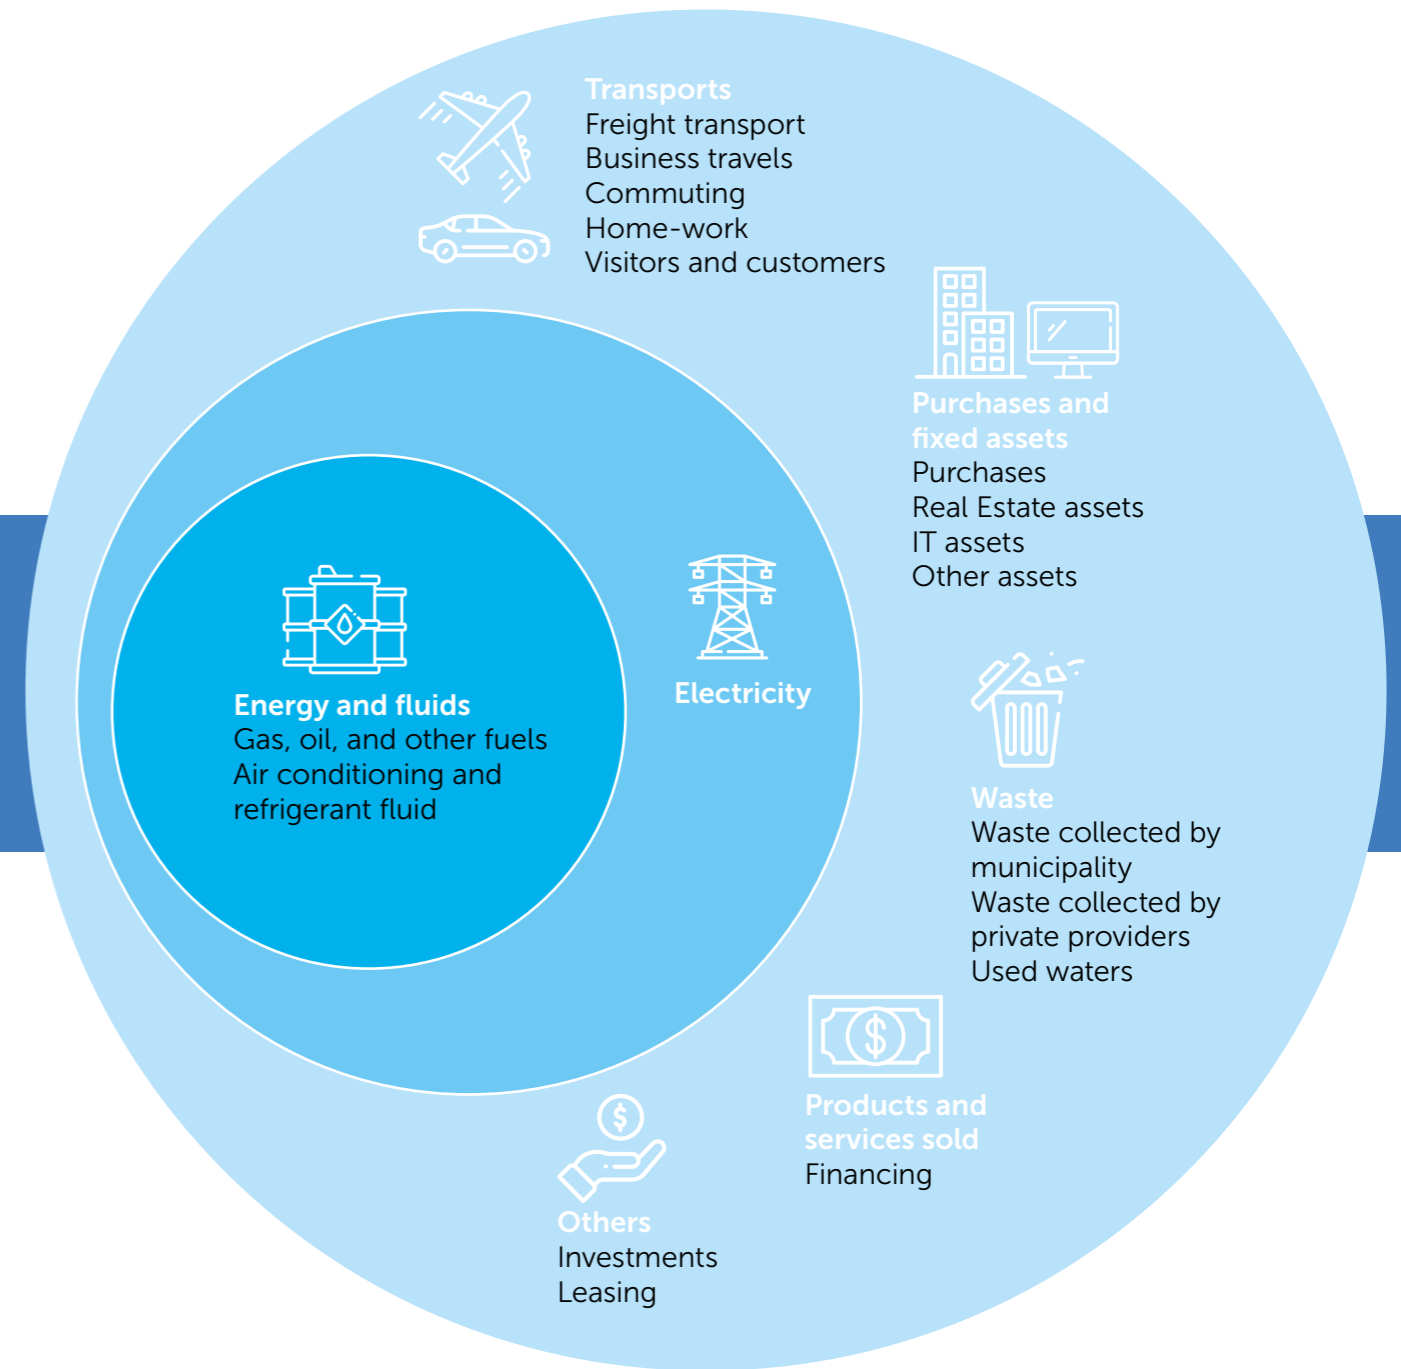 Transports
Freight transport
Business travels
Commuting
Home-work
Visitors and customers
Purchases and
fixed assets
Purchases
Real Estate assets
IT assets
Other assets
Energy and fluids
Gas, oil, and other fuels
Air conditioning and
refrigerant fluid
Electricity
Waste
Waste collected by
municipality
Waste collected by
private providers
Used waters
Products and
services sold
Financing
Others
Investments
Leasing